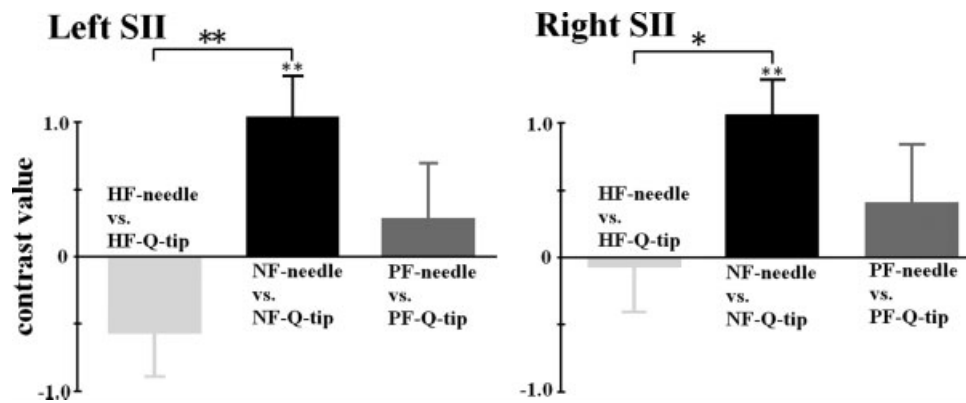 Left SII
**
**
1.0
HF-needle
vs.
HF-Q-tip
0
NF-needle
vs.
NF-Q-tip
PF-needle
vs.
PF-Q-tip
-1.0
contrast value
Right SII
*
**
1.0
HF-needle
vs.
HF-Q-tip
0
NF-needle
vs.
NF-Q-tip
PF-needle
vs.
PF-Q-tip
-1.0